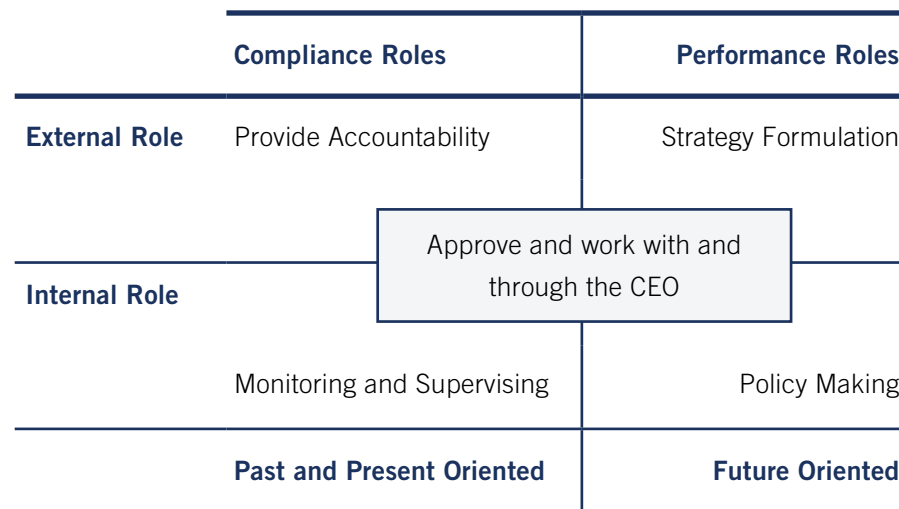 Compliance Roles Performance Roles
External Role Provide Accountability Strategy Formulation
Approve and work with and
through the CEO
Internal Role
Monitoring and Supervising Policy Making
Past and Present Oriented Future Oriented